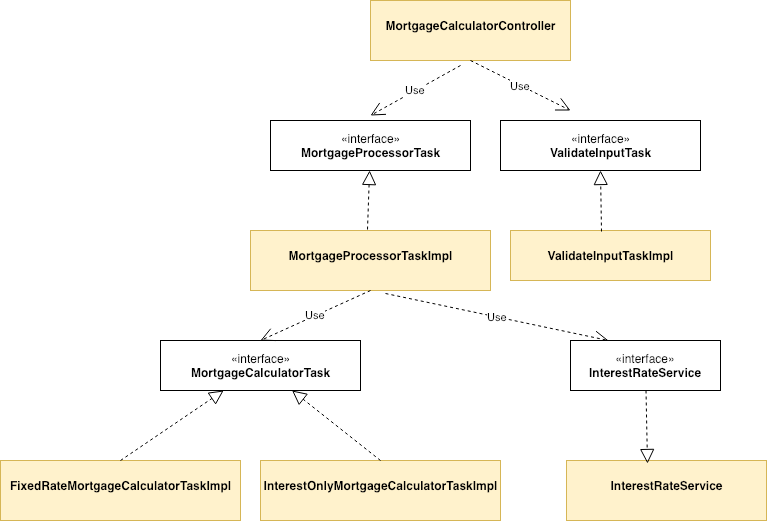 MortgageCalculatorController
Use
Use
«interface»
MortgageProcessorTask
«interface»
ValidateInputTask
MortgageProcessorTaskImpl
ValidateInputTaskImpl
Use
Use
«interface»
MortgageCalculatorTask
«interface»
InterestRateService
FixedRateMortgageCalculatorTaskImpl
InterestOnlyMortgageCalculatorTaskImpl
InterestRateService